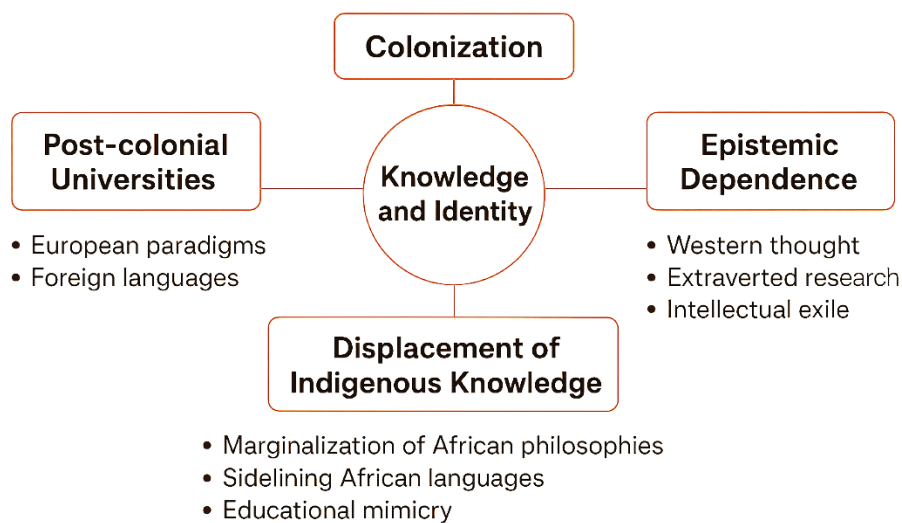 Colonization
Post-colonial
Universities
• European paradigms
• Foreign languages
Knowledge
and Identity
Epistemic
Dependence
• Western thought
• Extraverted research
• Intellectual exile
Displacement of
Indigenous Knowledge
• Marginalization of African philosophies
• Sidelining African languages
• Educational mimicry